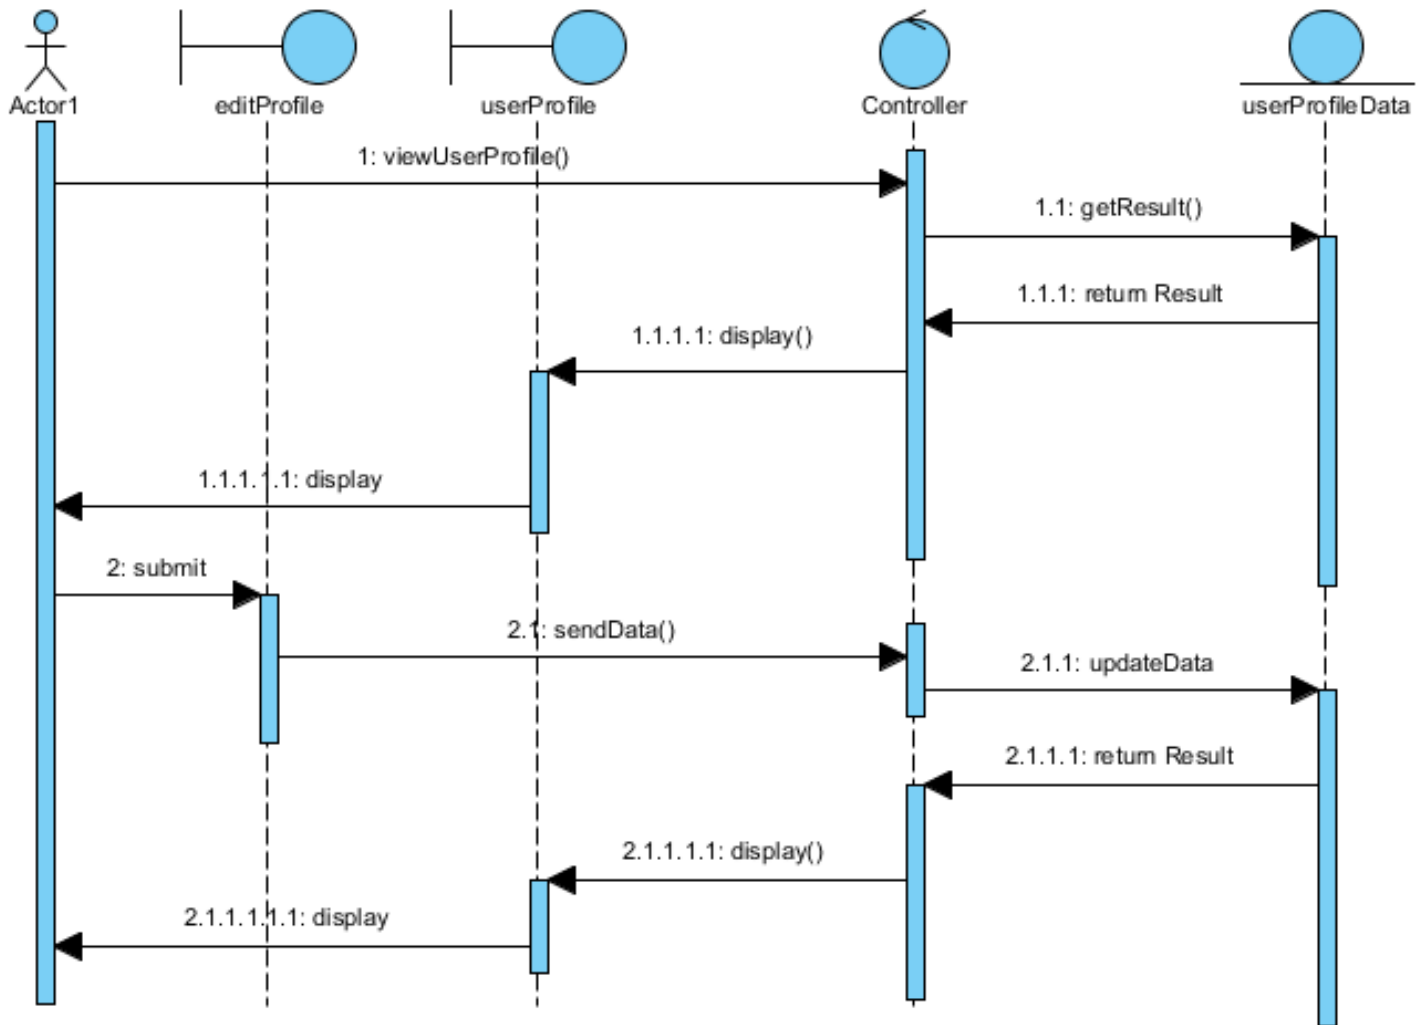 Actor1
editProfile
userProfile
Controller
userProfileData
1: viewUserProfile()
1.1: getResult()
1.1.1: return Result
1.1.1.1: display()
1.1.1.1.1: display
2: submit
2.1: sendData()
2.1.1: updateData
2.1.1.1: return Result
2.1.1.1.1: display()
2.1.1.1.1.1: display